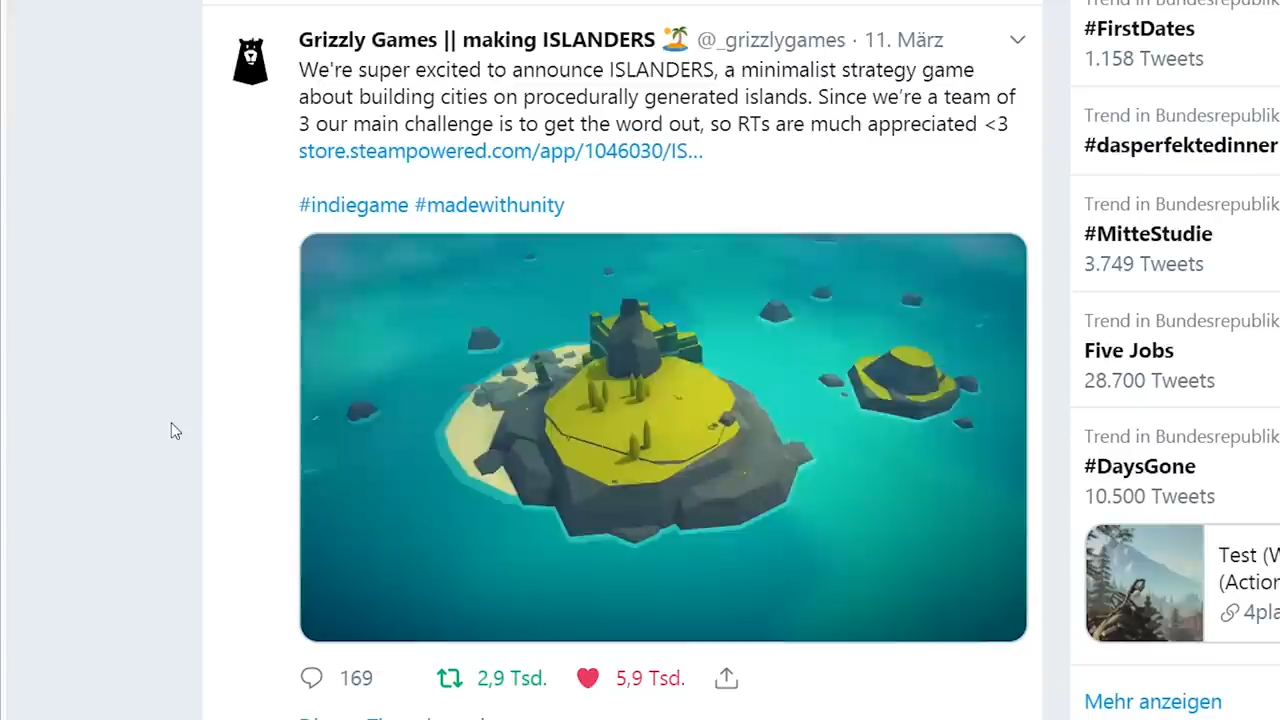 Grizzly Games || making ISLANDERS 🏝️ @_grizzlygames · 11. März
We're super excited to announce ISLANDERS, a minimalist strategy game
about building cities on procedurally generated islands. Since we’re a team of
3 our main challenge is to get the word out, so RTs are much appreciated <3
store.steampowered.com/app/1046030/IS…
#indiegame #madewithunity
169 2,9 Tsd. 5,9 Tsd.
#FirstDates
1.158 Tweets
Trend in Bundesrepublik
#dasperfektedinner
Trend in Bundesrepublik
#MitteStudie
3.749 Tweets
Trend in Bundesrepublik
Five Jobs
28.700 Tweets
Trend in Bundesrepublik
#DaysGone
10.500 Tweets
Test (W
(Action
4pla
Mehr anzeigen